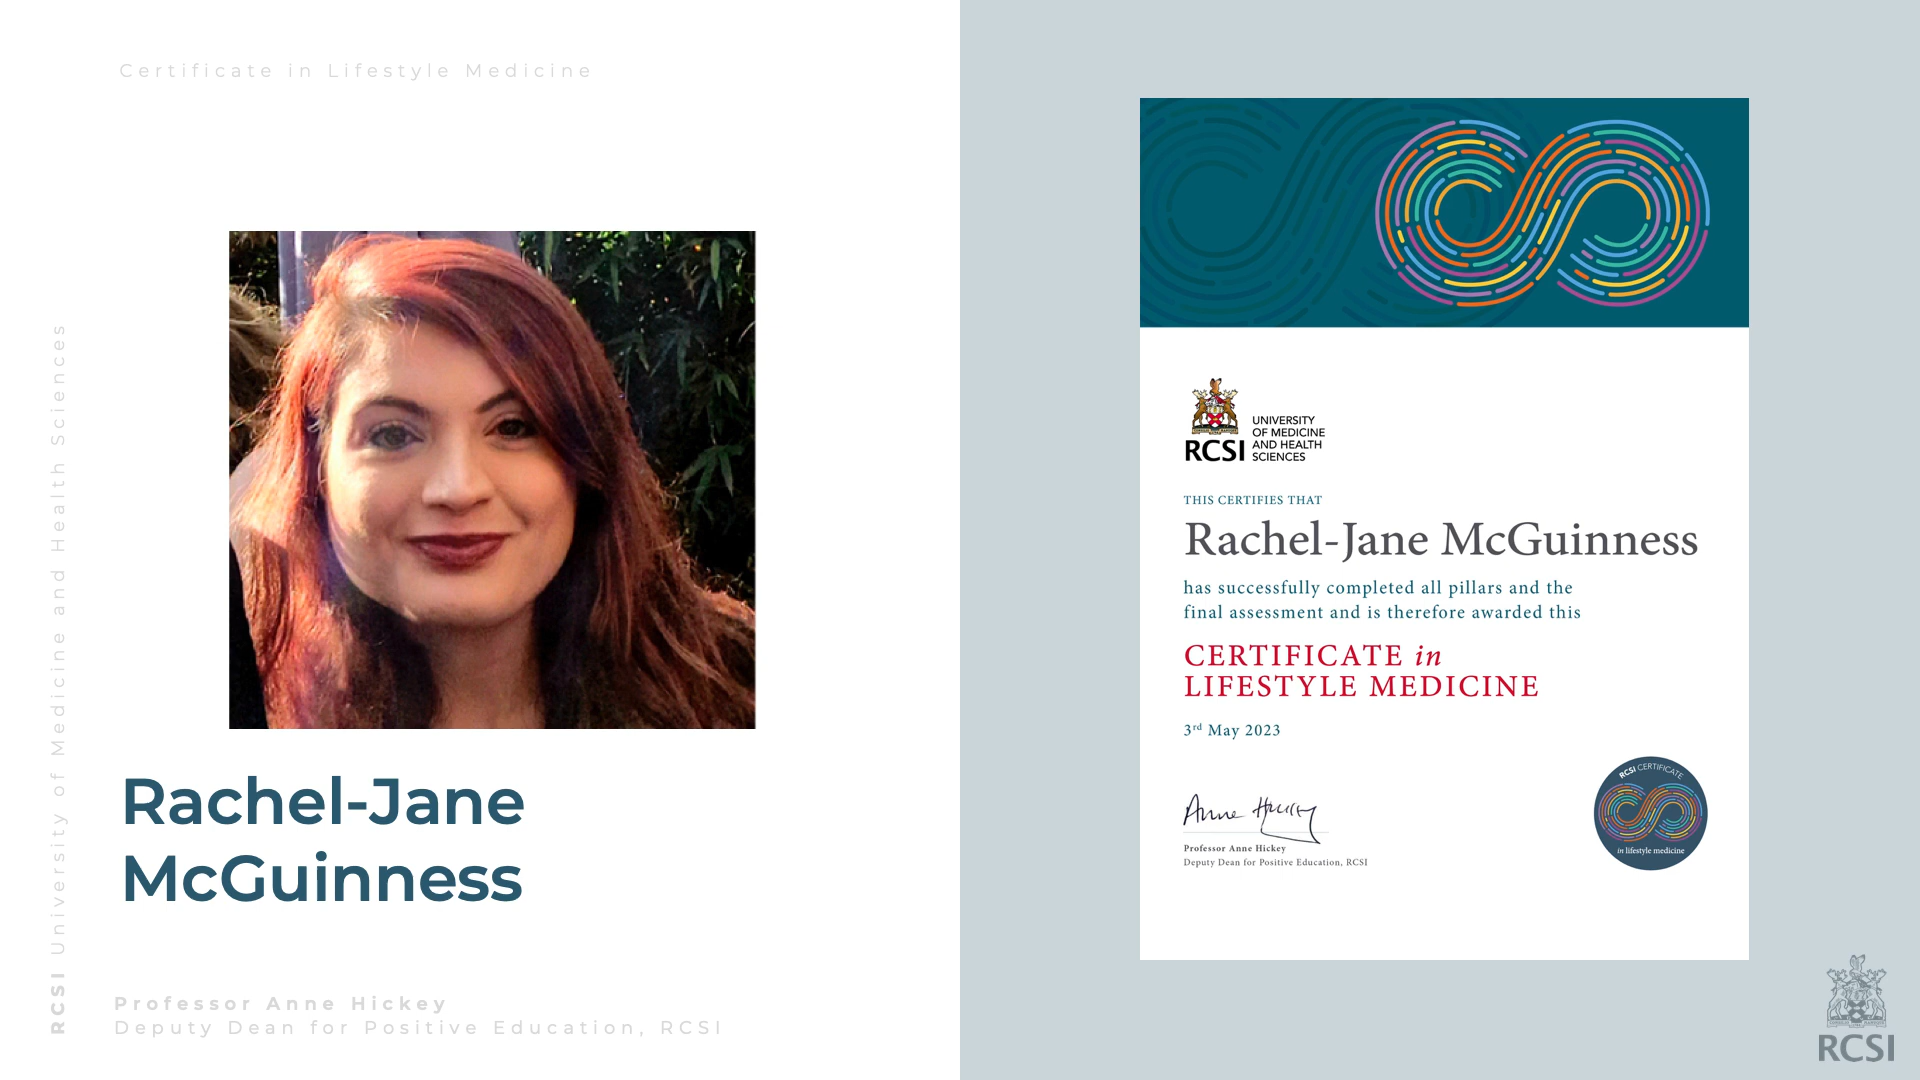 Certificate in Lifestyle Medicine
RCSI University of Medicine and Health Sciences
Rachel-Jane
McGuinness
Professor Anne Hickey
Deputy Dean for Positive Education, RCSI
RCSI
UNIVERSITY
OF MEDICINE
AND HEALTH
SCIENCES
THIS CERTIFIES THAT
Rachel-Jane McGuinness
has successfully completed all pillars and the
final assessment and is therefore awarded this
CERTIFICATE in
LIFESTYLE MEDICINE
3rd May 2023
Anne Hickey
Professor Anne Hickey
Deputy Dean for Positive Education, RCSI
RCSI CERTIFICATE
in lifestyle medicine
RCSI